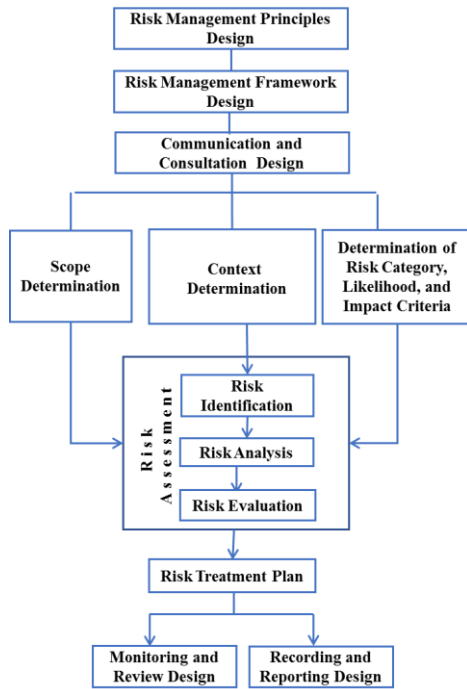 Risk Management Principles
Design
Risk Management Framework
Design
Communication and
Consultation Design
Scope
Determination
Context
Determination
Determination of
Risk Category,
Likelihood, and
Impact Criteria
Risk
Assessment
Risk
Identification
Risk Analysis
Risk Evaluation
Risk Treatment Plan
Monitoring and
Review Design
Recording and
Reporting Design